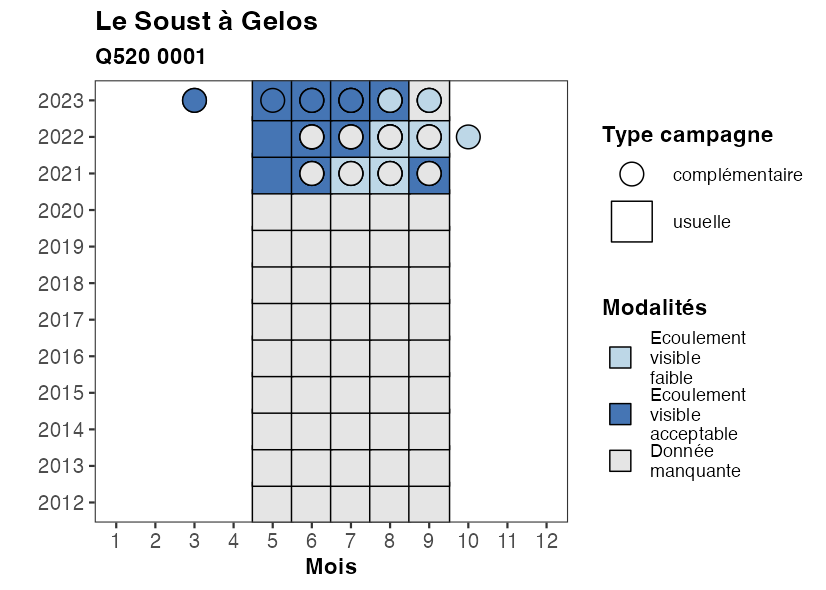 Le Soust à Gelos
Q520 0001
2023
2022
2021
2020
2019
2018
2017
2016
2015
2014
2013
2012
1 2 3 4 5 6 7 8 9 10 11 12
Mois
Type campagne
complémentaire
usuelle
Modalités
Ecoulement
visible
faible
Ecoulement
visible
acceptable
Donnée
manquante